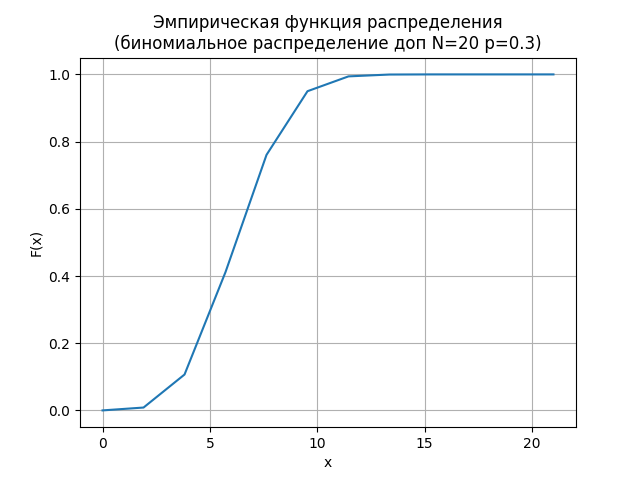 Эмпирическая функция распределения
(биномиальное распределение доп N=20 p=0.3)
1.0
0.8
0.6
0.4
0.2
0.0
F(x)
0 5 10 15 20
x